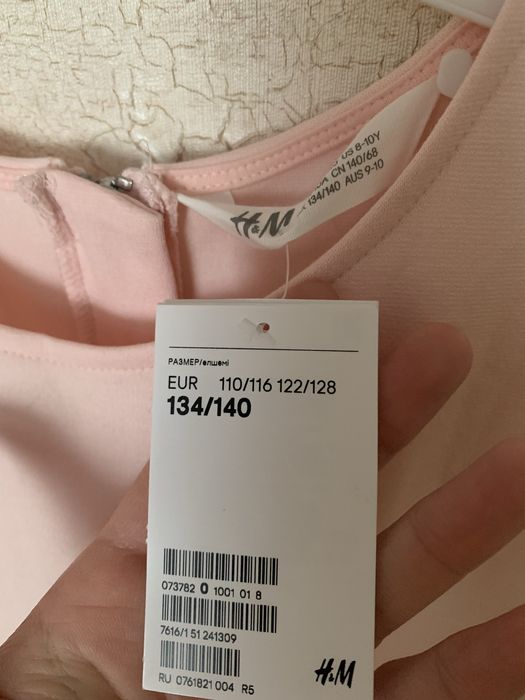 US 8-10Y
CN 140/68
134/140 AUS 9-10
H&M
РАЗМЕР/өлшемі
EUR 110/116 122/128
134/140
073782 0 1001 01 8
7616/1 51 241309
RU 0761821 004 R5
H&M